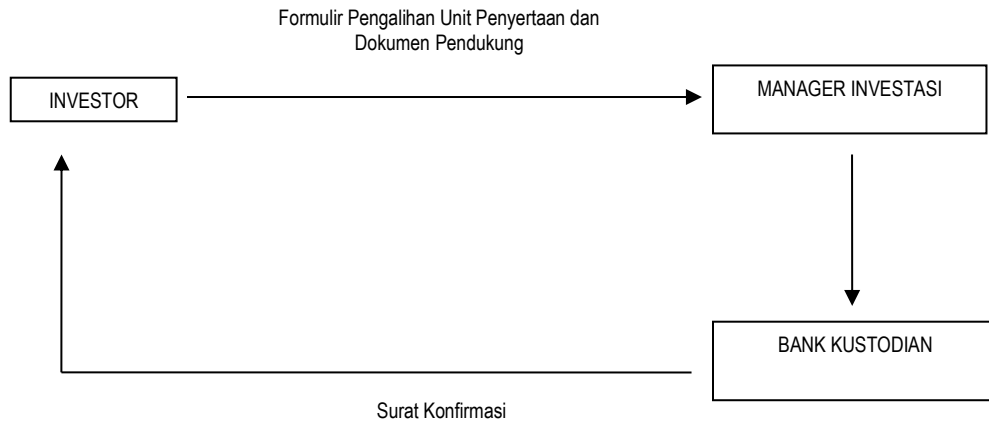 Formulir Pengalihan Unit Penyertaan dan
Dokumen Pendukung
INVESTOR
MANAGER INVESTASI
BANK KUSTODIAN
Surat Konfirmasi